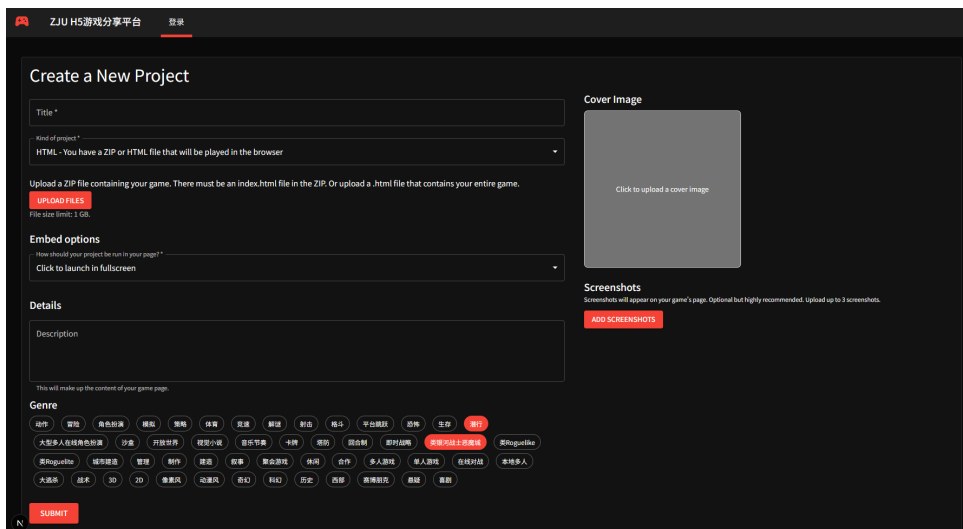 ZJU H5游戏分享平台 登录
Create a New Project
Title *
Kind of project *
HTML - You have a ZIP or HTML file that will be played in the browser
Upload a ZIP file containing your game. There must be an index.html file in the ZIP. Or upload a .html file that contains your entire game.
UPLOAD FILES
File size limit: 1 GB.
Embed options
How should your project be run in your page? *
Click to launch in fullscreen
Details
Description
This will make up the content of your game page.
Genre
动作 冒险 角色扮演 模拟 策略 体育 竞速 解谜 射击 格斗 平台跳跃 恐怖 生存 潜行
大型多人在线角色扮演 沙盒 开放世界 视觉小说 音乐节奏 卡牌 塔防 回合制 即时战略 类银河战士恶魔城 类Roguelike
类Roguelite 城市建造 管理 制作 建造 叙事 聚会游戏 休闲 合作 多人游戏 单人游戏 在线对战 本地多人
大逃杀 战术 3D 2D 像素风 动漫风 奇幻 科幻 历史 西部 赛博朋克 悬疑 喜剧
SUBMIT
N
Cover Image
Click to upload a cover image
Screenshots
Screenshots will appear on your game's page. Optional but highly recommended. Upload up to 3 screenshots.
ADD SCREENSHOTS